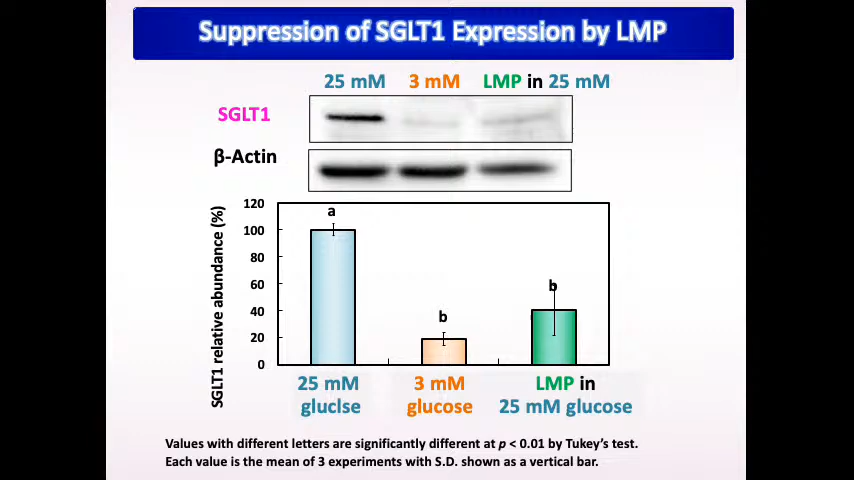 Suppression of SGLT1 Expression by LMP
25 mM 3 mM LMP in 25 mM
SGLT1
β-Actin
SGLT1 relative abundance (%)
120
100
80
60
40
20
0
a
b
b
25 mM
gluclse
3 mM
glucose
LMP in
25 mM glucose
Values with different letters are significantly different at p < 0.01 by Tukey's test.
Each value is the mean of 3 experiments with S.D. shown as a vertical bar.